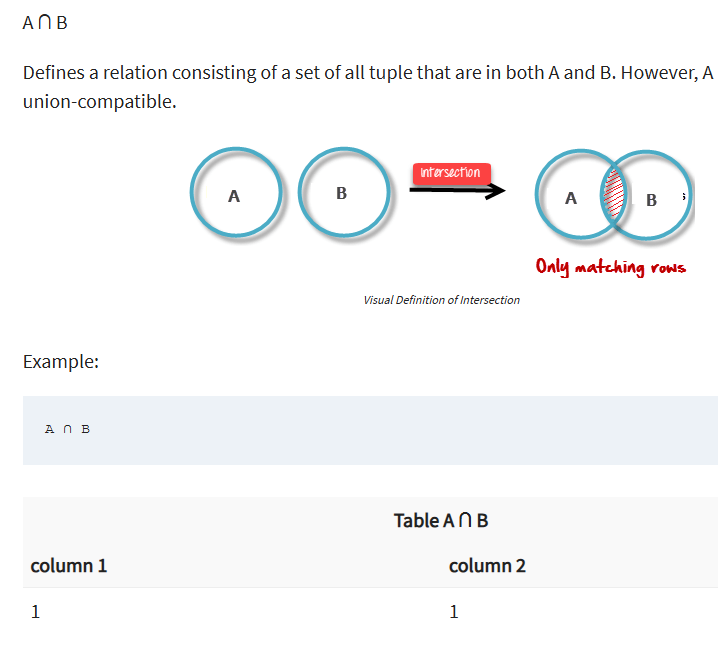 A ∩ B
Defines a relation consisting of a set of all tuple that are in both A and B. However, A
union-compatible.
A B intersection A B
Only matching rows
Visual Definition of Intersection
Example:
A ∩ B
Table A ∩ B
column 1 column 2
1 1